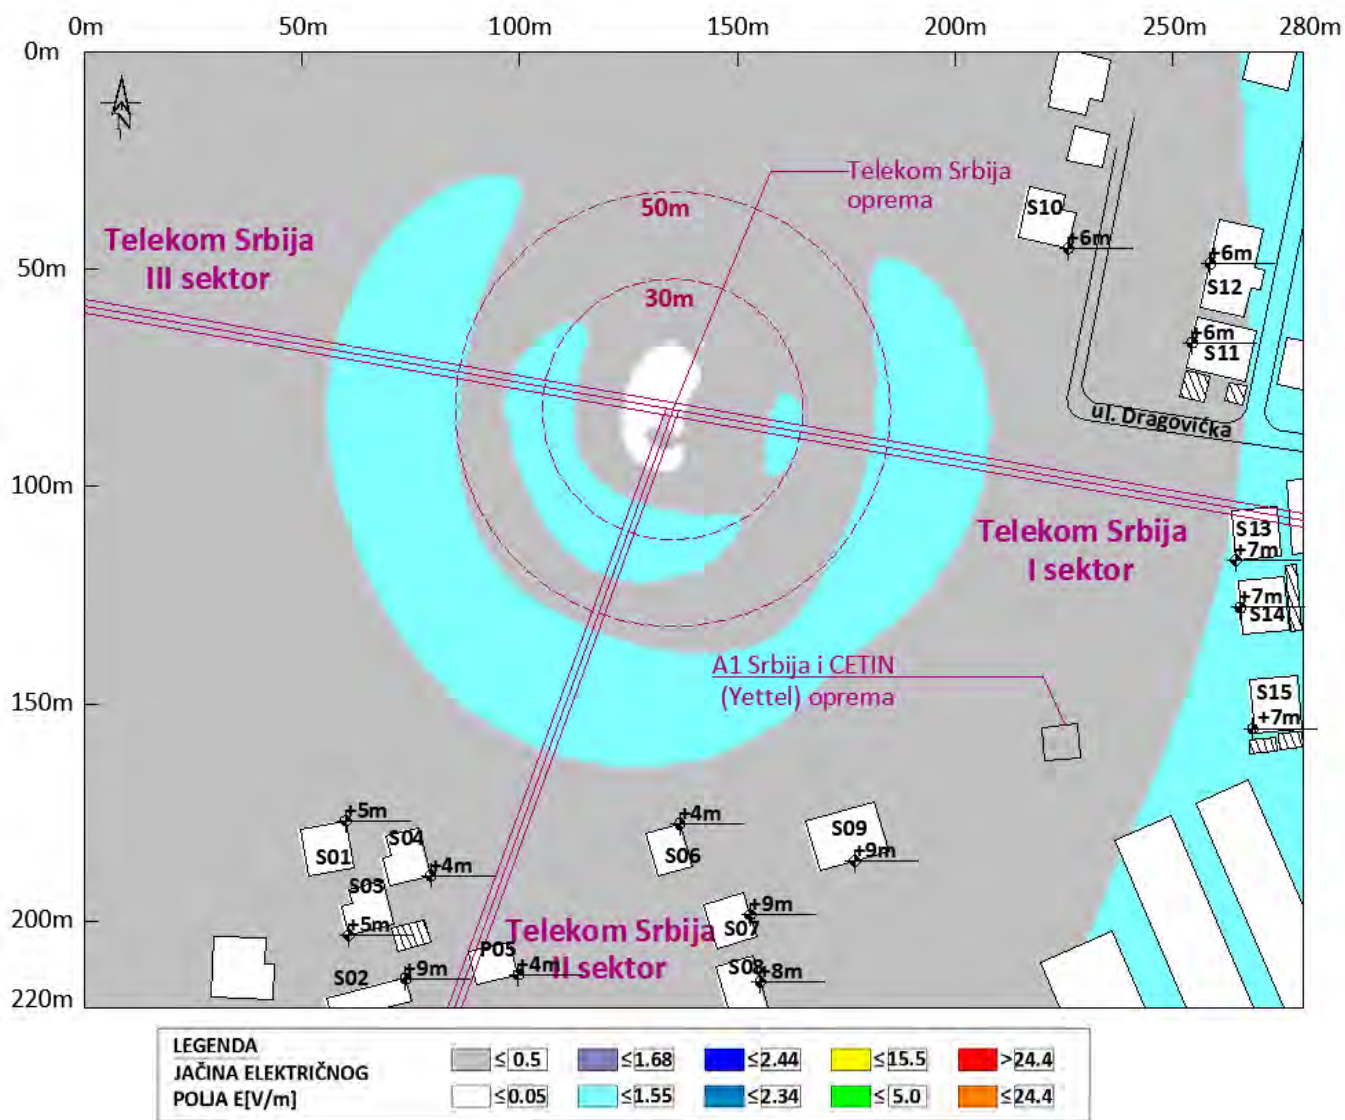 0m 50m 100m 150m 200m 250m 280m
0m
50m
100m
150m
200m
220m
N
Telekom Srbija
oprema
50m
30m
Telekom Srbija
III sektor
S10
+6m
+6m
S12
+6m
S11
ul. Dragovička
Telekom Srbija
I sektor
S13
+7m
+7m
S14
S15
+7m
A1 Srbija i CETIN
(Yettel) oprema
+5m
S01
S04
+4m
S03
+5m
S02
+9m
P05
+4m
Telekom Srbija
II sektor
+4m
S06
S09
+9m
+9m
S07
S08
+8m
LEGENDA
JAČINA ELEKTRIČNOG
POLJA E[V/m]
≤ 0.5 ≤1.68 ≤2.44 ≤15.5 >24.4
≤0.05 ≤1.55 ≤2.34 ≤ 5.0 ≤24.4